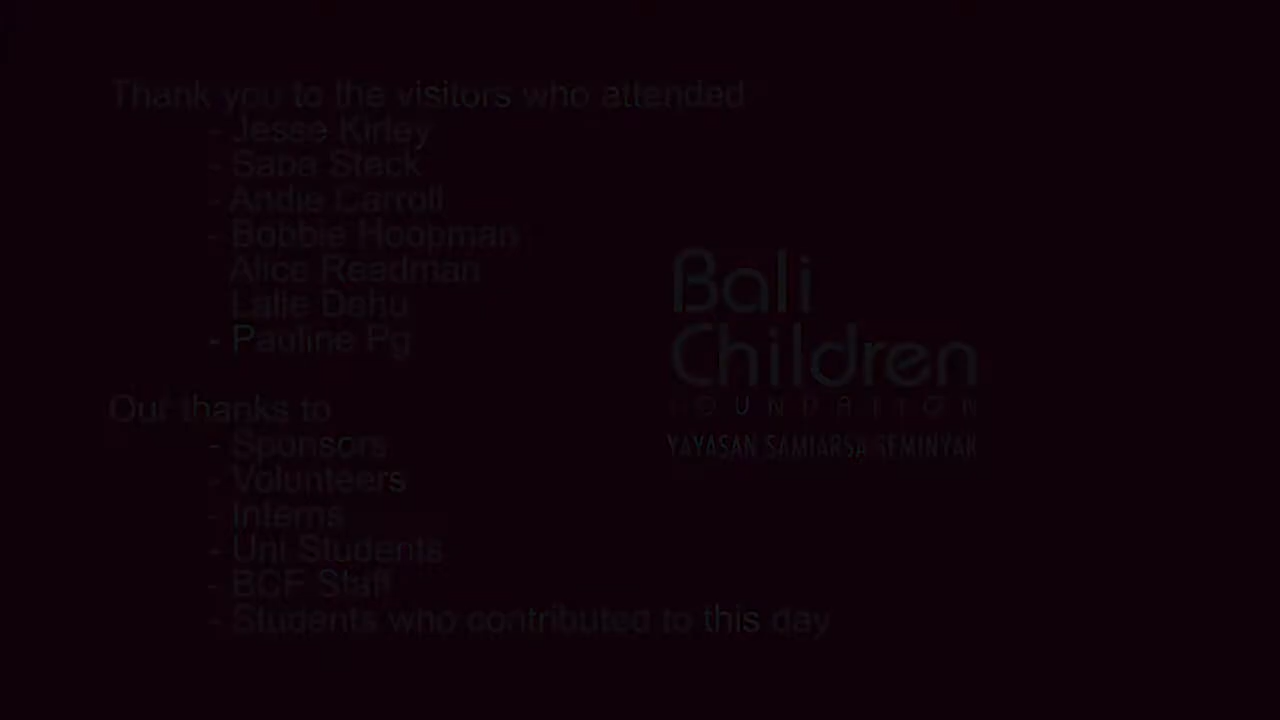 Thank you to the visitors who attended
- Jesse Kirley
- Saba Steck
- Andie Carroll
- Bobbie Hoopman
Alice Readman
Lalie Dahu
- Pauline Pg
Our thanks to
- Sponsors
- Volunteers
- Interns
- Uni Students
- BCF Staff
- Students who contributed to this day
Bali
Children
FOUNDATION
YAYASAN SAMIARSA SEMINYAK